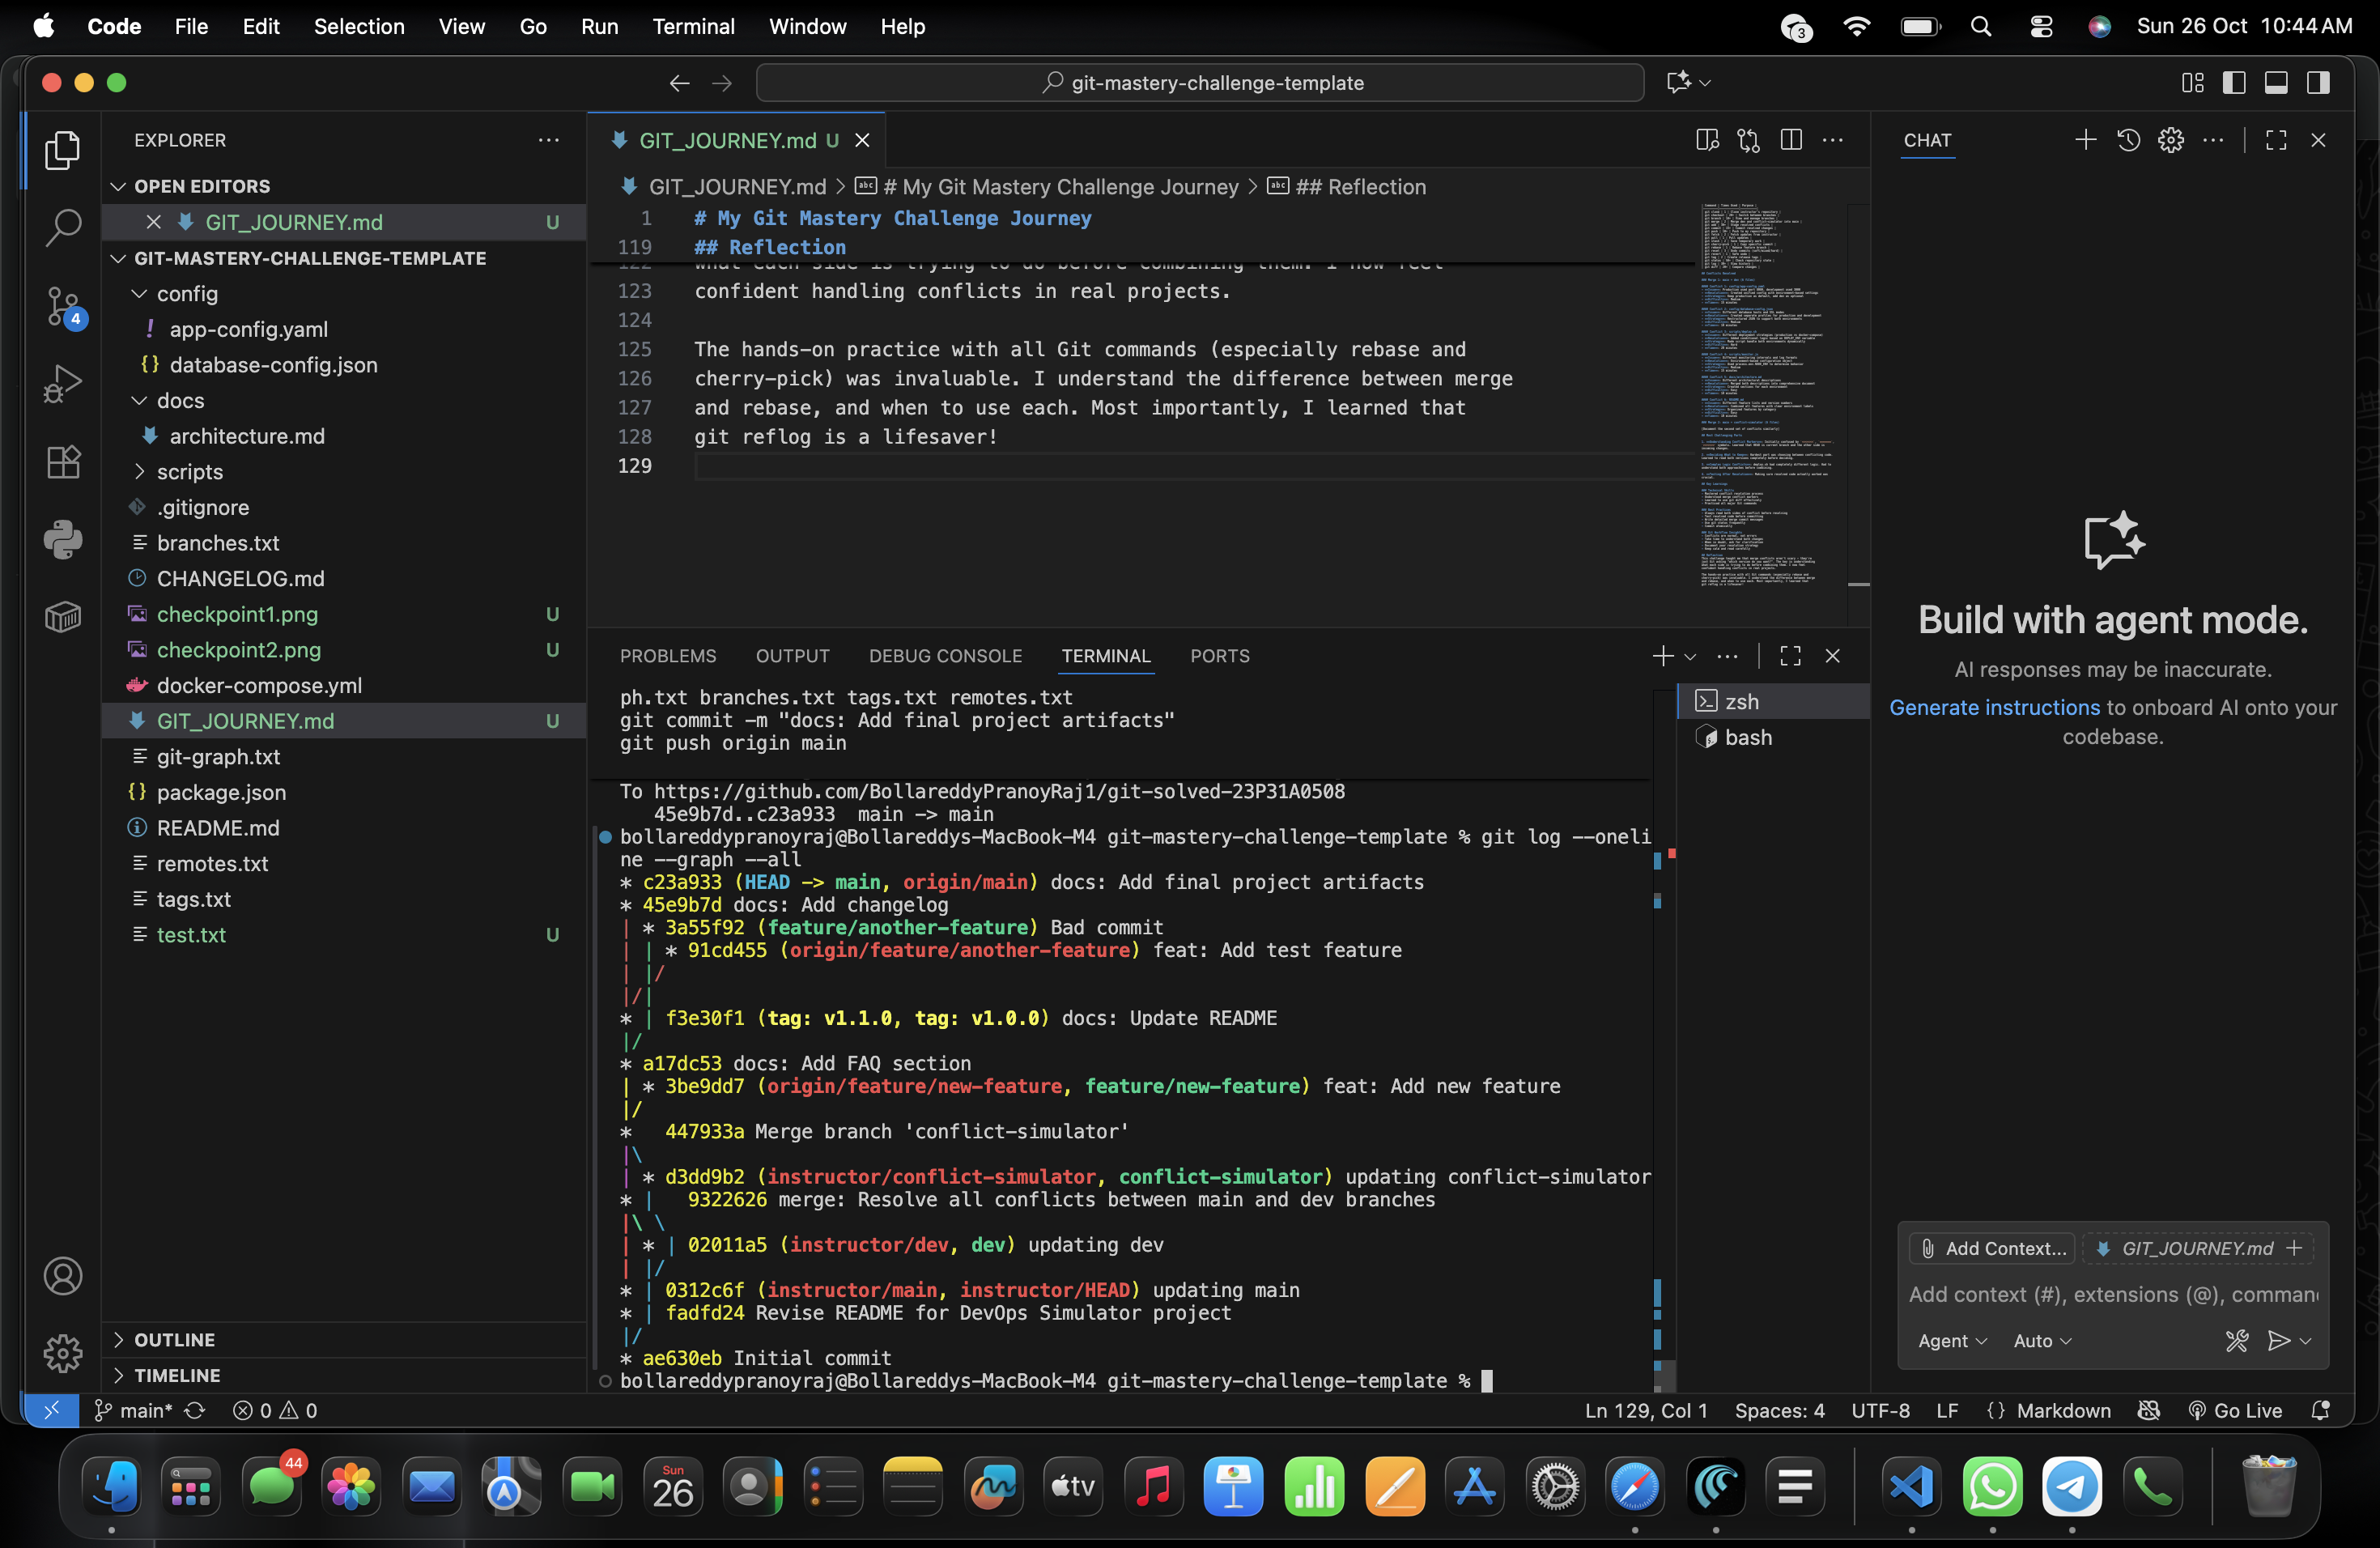 Code File Edit Selection View Go Run Terminal Window Help
3
Sun 26 Oct 10:44 AM
git-mastery-challenge-template
EXPLORER
OPEN EDITORS
GIT_JOURNEY.md U
GIT-MASTERY-CHALLENGE-TEMPLATE
config
! app-config.yaml
{} database-config.json
docs
architecture.md
scripts
.gitignore
branches.txt
CHANGELOG.md
checkpoint1.png U
checkpoint2.png U
docker-compose.yml
GIT_JOURNEY.md U
git-graph.txt
{} package.json
README.md
remotes.txt
tags.txt
test.txt U
OUTLINE
TIMELINE
4
GIT_JOURNEY.md U
GIT_JOURNEY.md > # My Git Mastery Challenge Journey > ## Reflection
1 # My Git Mastery Challenge Journey
119 ## Reflection
122 what each side is trying to do before combining them. I now feel
123 confident handling conflicts in real projects.
124
125 The hands-on practice with all Git commands (especially rebase and
126 cherry-pick) was invaluable. I understand the difference between merge
127 and rebase, and when to use each. Most importantly, I learned that
128 git reflog is a lifesaver!
129
PROBLEMS OUTPUT DEBUG CONSOLE TERMINAL PORTS
zsh
bash
ph.txt branches.txt tags.txt remotes.txt
git commit -m "docs: Add final project artifacts"
git push origin main
To https://github.com/BollareddyPranoyRaj1/git-solved-23P31A0508
45e9b7d..c23a933 main -> main
bollareddypranoyraj@Bollareddys-MacBook-M4 git-mastery-challenge-template % git log --oneli
ne --graph --all
* c23a933 (HEAD -> main, origin/main) docs: Add final project artifacts
* 45e9b7d docs: Add changelog
| * 3a55f92 (feature/another-feature) Bad commit
| | * 91cd455 (origin/feature/another-feature) feat: Add test feature
| |/
|/|
* | f3e30f1 (tag: v1.1.0, tag: v1.0.0) docs: Update README
|/
* a17dc53 docs: Add FAQ section
| * 3be9dd7 (origin/feature/new-feature, feature/new-feature) feat: Add new feature
|/
* 447933a Merge branch 'conflict-simulator'
|\
| * d3dd9b2 (instructor/conflict-simulator, conflict-simulator) updating conflict-simulator
* | 9322626 merge: Resolve all conflicts between main and dev branches
|\ \
| * | 02011a5 (instructor/dev, dev) updating dev
| |/
* | 0312c6f (instructor/main, instructor/HEAD) updating main
* | fadfd24 Revise README for DevOps Simulator project
|/
* ae630eb Initial commit
bollareddypranoyraj@Bollareddys-MacBook-M4 git-mastery-challenge-template %
CHAT
Build with agent mode.
AI responses may be inaccurate.
Generate instructions to onboard AI onto your
codebase.
Add Context... GIT_JOURNEY.md
Add context (#), extensions (@), comman
Agent Auto
main* 0 0
Ln 129, Col 1 Spaces: 4 UTF-8 LF {} Markdown Go Live
44
Sun
26
tv